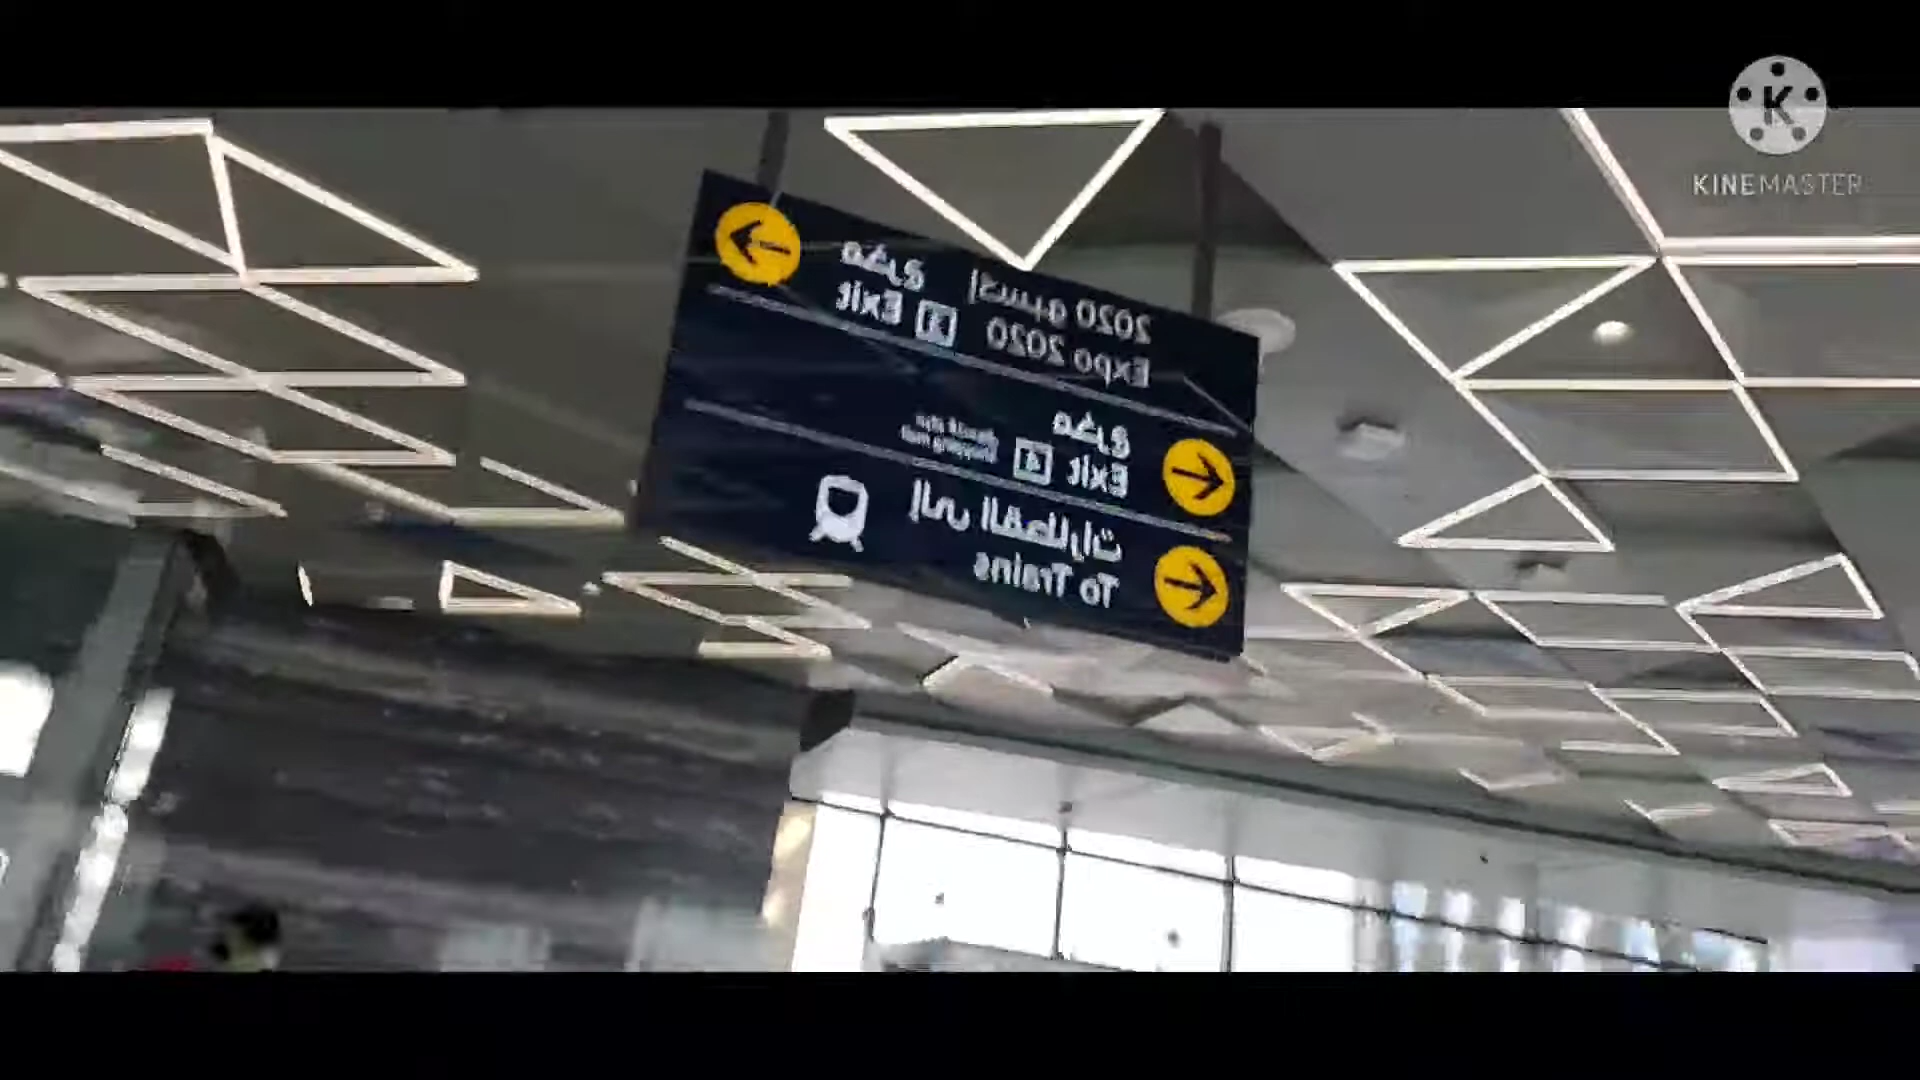 إكسبو 2020
Expo 2020
مخرج
Exit
مخرج
Exit
إلى القطارات
To Trains
K
KINEMASTER